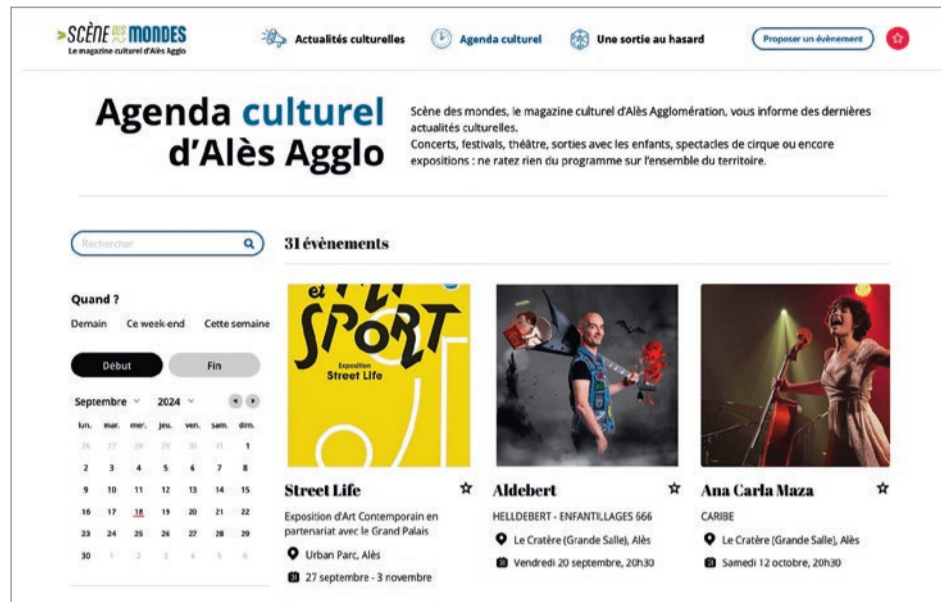 >SCÈNE DES MONDES
Le magazine culturel d'Alès Agglo
Actualités culturelles
Agenda culturel
Une sortie au hasard
Proposer un évènement
Agenda culturel
d'Alès Agglo
Scène des mondes, le magazine culturel d'Alès Agglomération, vous informe des dernières
actualités culturelles.
Concerts, festivals, théâtre, sorties avec les enfants, spectacles de cirque ou encore
expositions : ne ratez rien du programme sur l'ensemble du territoire.
Rechercher
31 évènements
Quand ?
Demain Ce week-end Cette semaine
Début Fin
Septembre 2024
lun. mar. mer. jeu. ven. sam. dim.
26 27 28 29 30 31 1
2 3 4 5 6 7 8
9 10 11 12 13 14 15
16 17 18 19 20 21 22
23 24 25 26 27 28 29
30 1 2 3 4 5 6
et
SPORT
Exposition
Street Life
Street Life
Exposition d'Art Contemporain en
partenariat avec le Grand Palais
Urban Parc, Alès
27 septembre - 3 novembre
Aldebert
HELLDEBERT - ENFANTILLAGES 666
Le Cratère (Grande Salle), Alès
Vendredi 20 septembre, 20h30
Ana Carla Maza
CARIBE
Le Cratère (Grande Salle), Alès
Samedi 12 octobre, 20h30